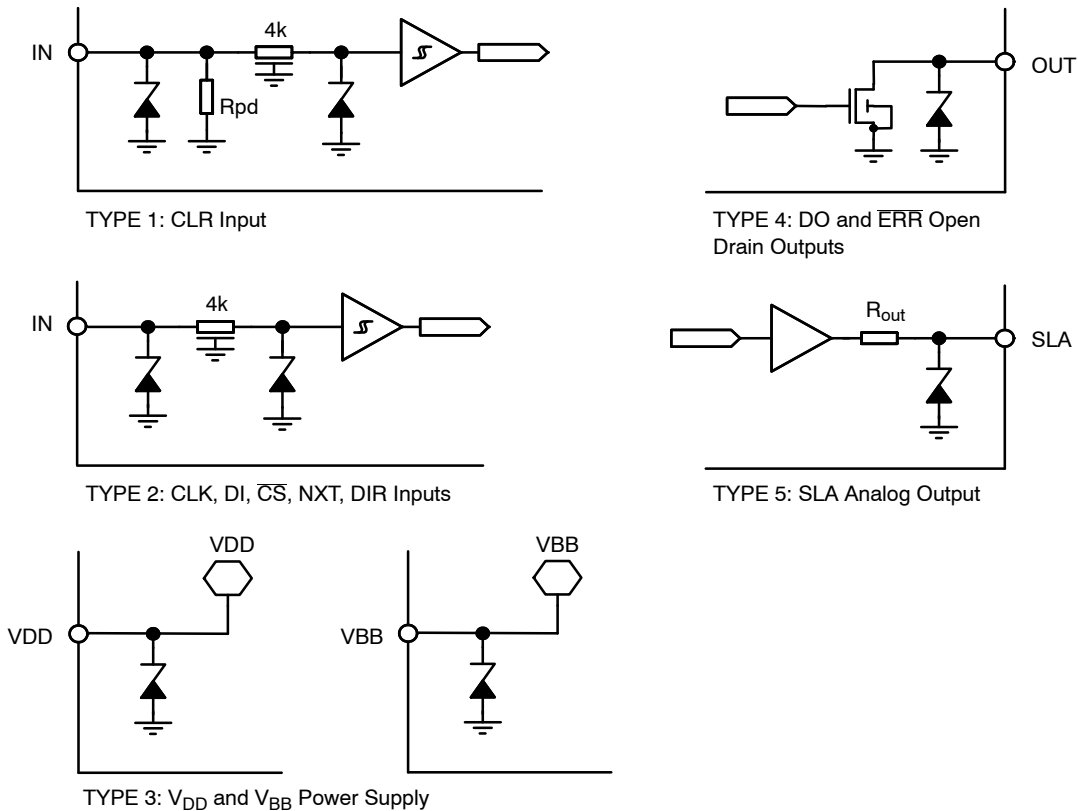 4k
IN
Rpd
TYPE 1: CLR Input
OUT
TYPE 4: DO and E̅R̅R̅ Open
Drain Outputs
4k
IN
TYPE 2: CLK, DI, C̅S̅, NXT, DIR Inputs
Rout
SLA
TYPE 5: SLA Analog Output
VDD
VDD
VBB
VBB
TYPE 3: VDD and VBB Power Supply